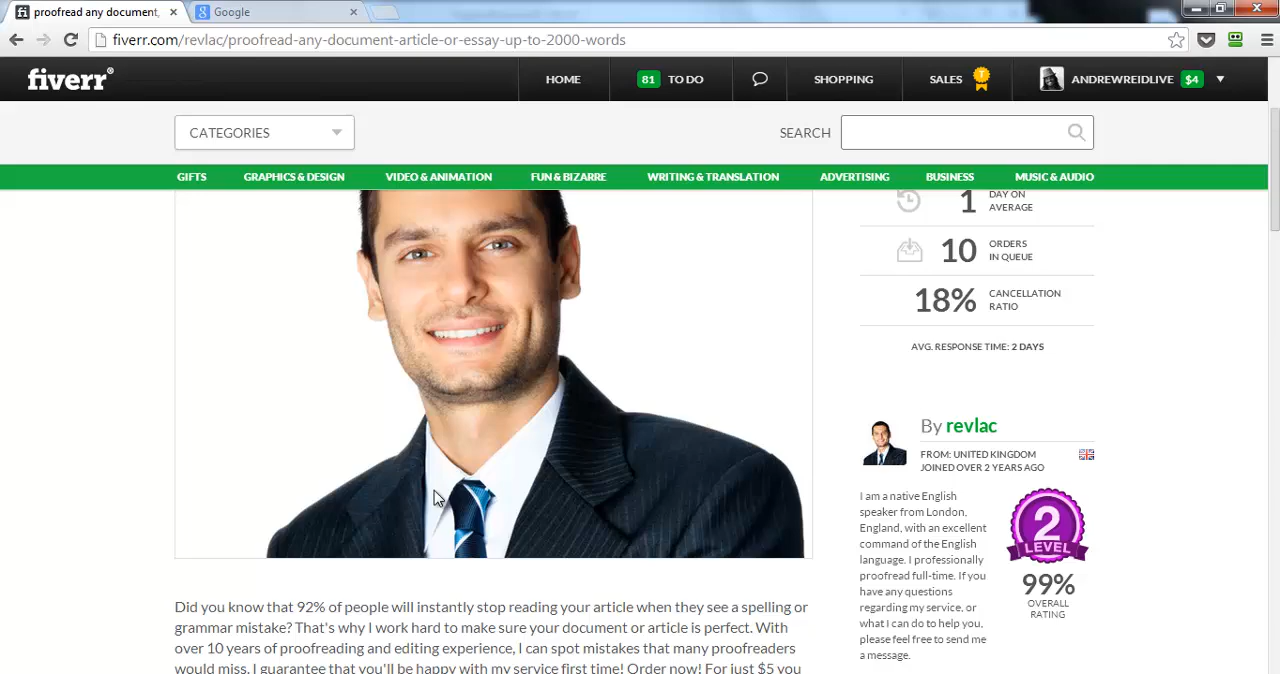 proofread any document,
Google
fiverr.com/revlac/proofread-any-document-article-or-essay-up-to-2000-words
fiverr®
HOME
81 TO DO
SHOPPING
SALES
ANDREWREIDLIVE $4
CATEGORIES
SEARCH
GIFTS
GRAPHICS & DESIGN
VIDEO & ANIMATION
FUN & BIZARRE
WRITING & TRANSLATION
ADVERTISING
BUSINESS
MUSIC & AUDIO
1 DAY ON
AVERAGE
10 ORDERS
IN QUEUE
18% CANCELLATION
RATIO
AVG. RESPONSE TIME: 2 DAYS
By revlac
FROM: UNITED KINGDOM
JOINED OVER 2 YEARS AGO
I am a native English
speaker from London,
England, with an excellent
command of the English
language. I professionally
proofread full-time. If you
have any questions
regarding my service, or
what I can do to help you,
please feel free to send me
a message.
2
LEVEL
99%
OVERALL
RATING
Did you know that 92% of people will instantly stop reading your article when they see a spelling or
grammar mistake? That's why I work hard to make sure your document or article is perfect. With
over 10 years of proofreading and editing experience, I can spot mistakes that many proofreaders
would miss. I guarantee that you'll be happy with my service first time! Order now! For just $5 you